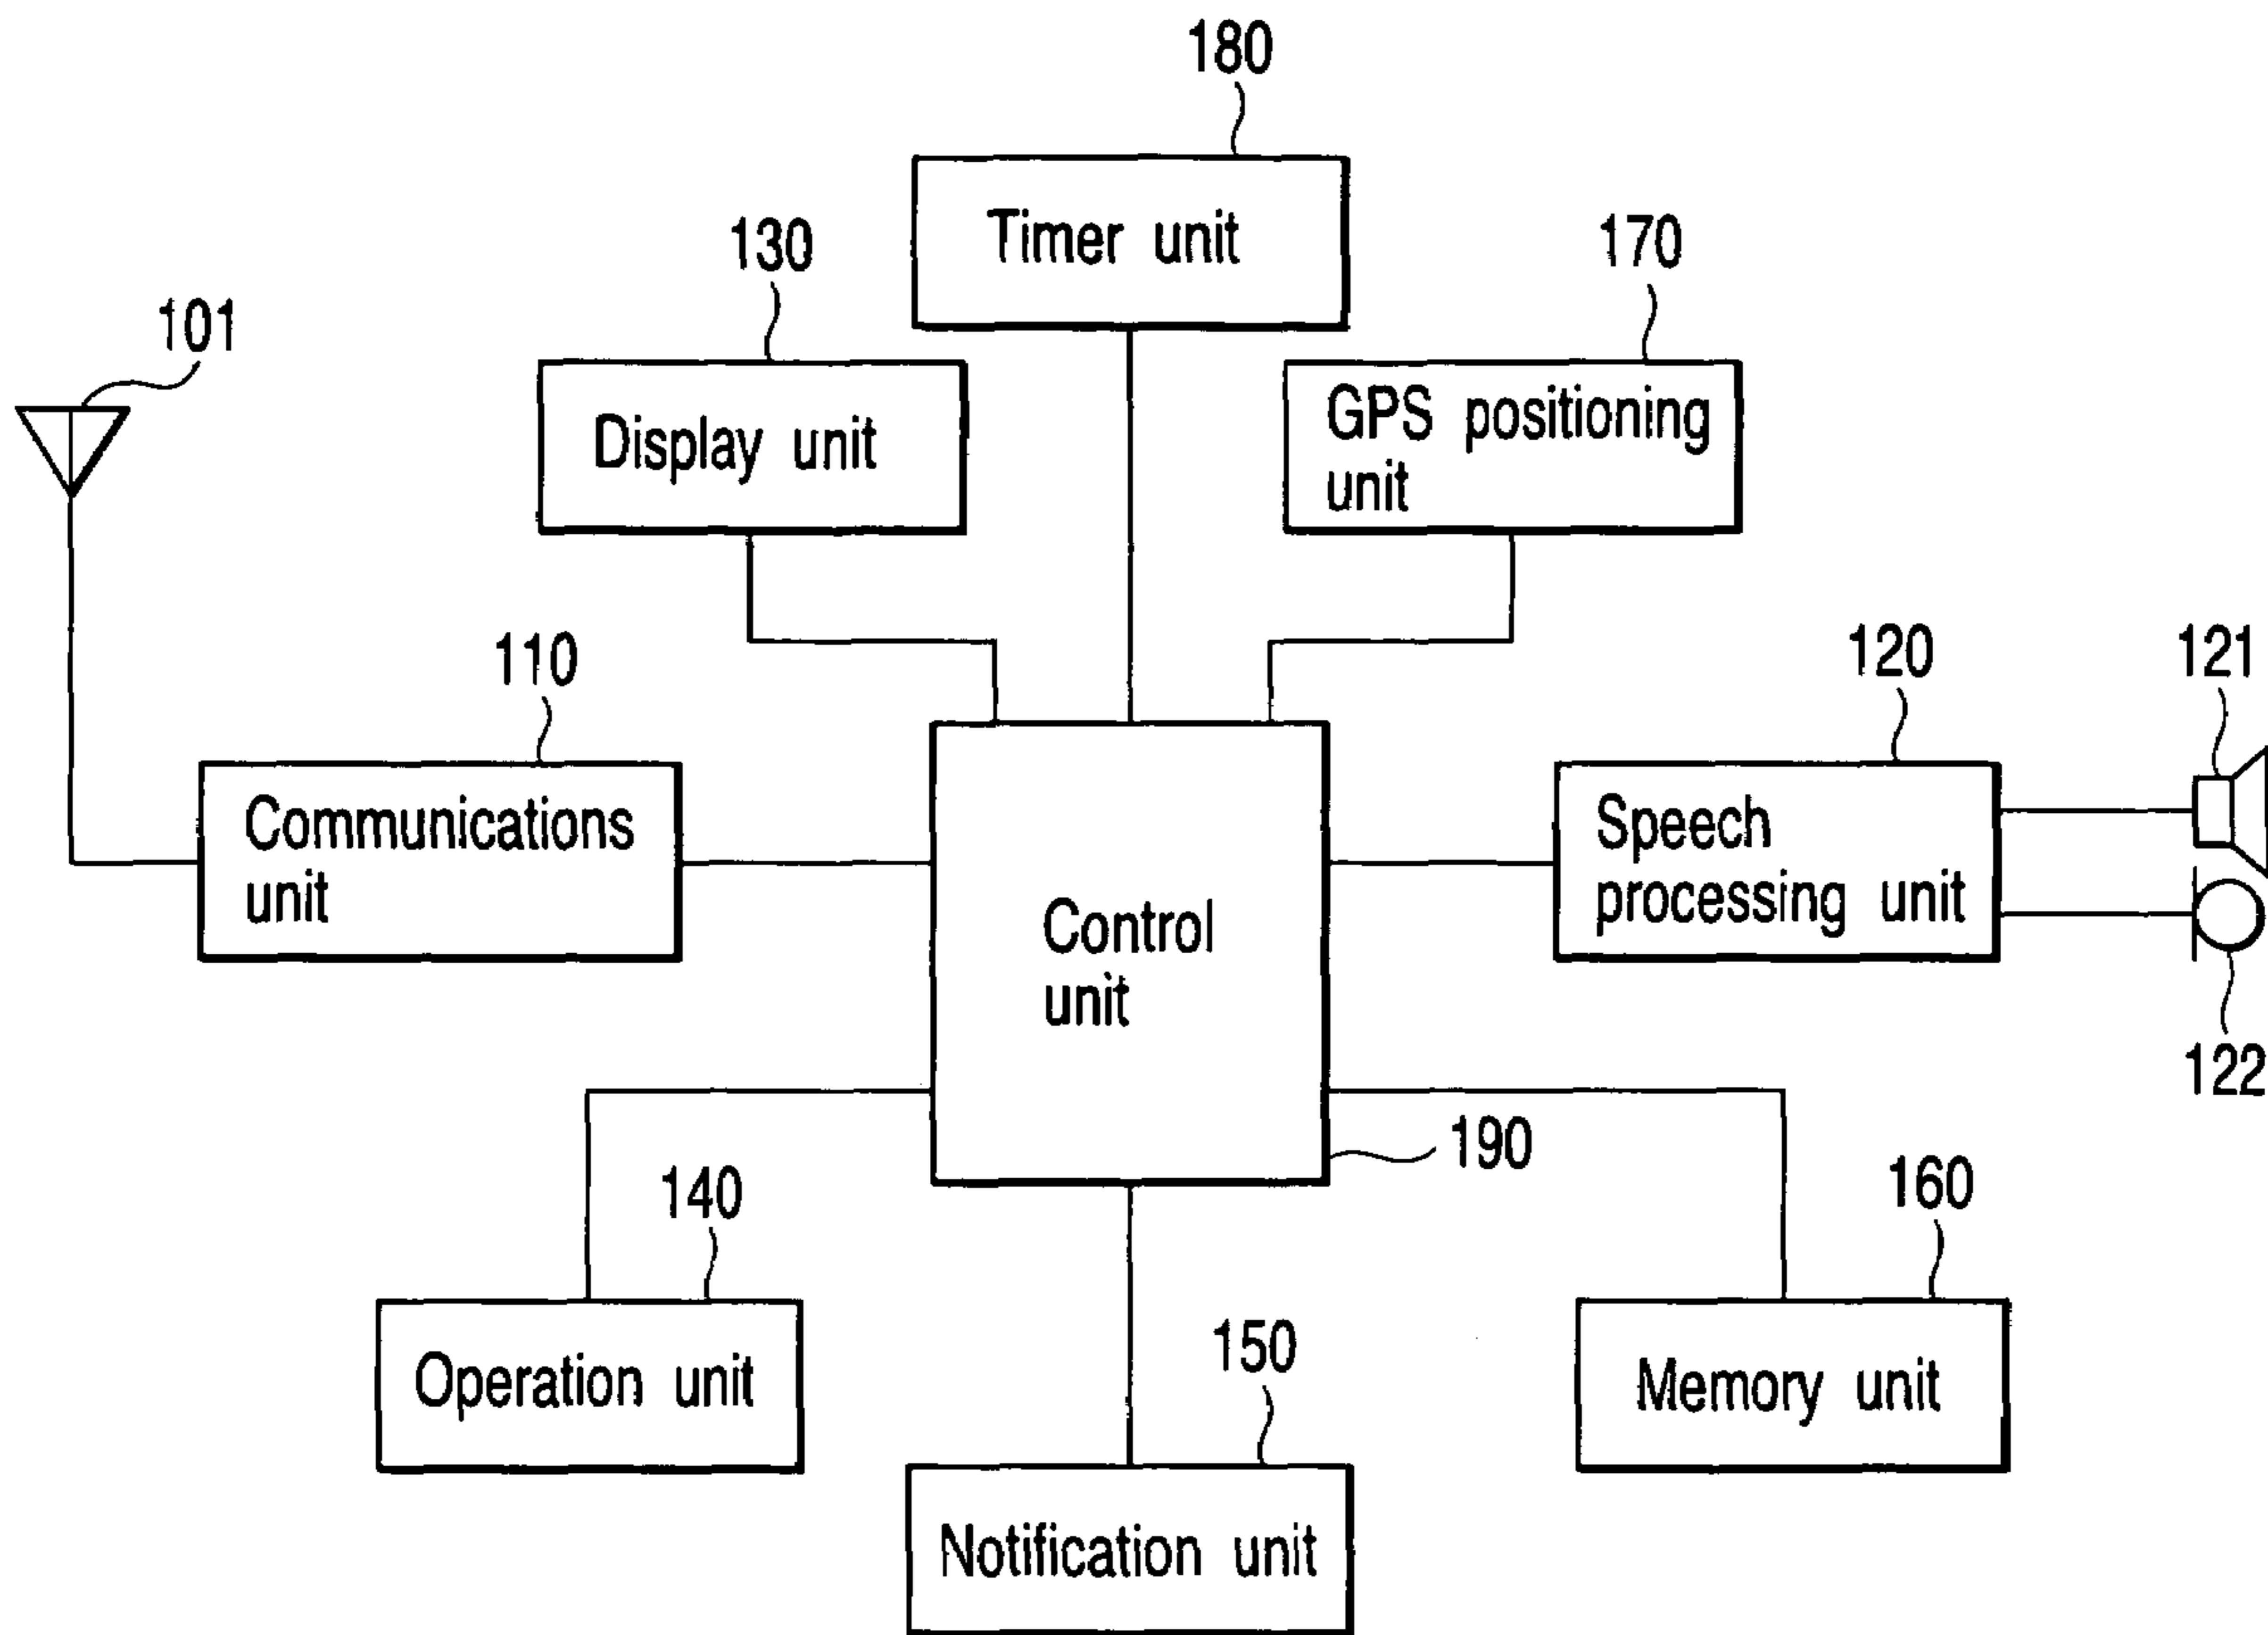 180
Timer unit
130
170
101
Display unit
GPS positioning
unit
110
120
121
Communications
unit
Speech
processing unit
Control
unit
122
190
140
160
150
Operation unit
Memory unit
Notification unit